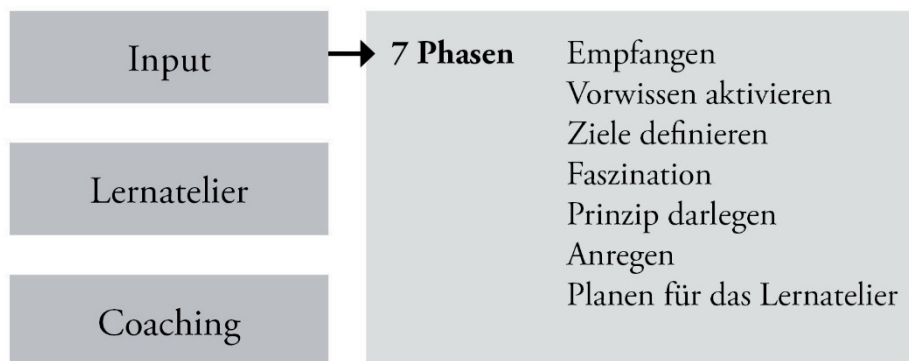 Input
7 Phasen
Empfangen
Vorwissen aktivieren
Ziele definieren
Faszination
Prinzip darlegen
Anregen
Planen für das Lernatelier
Lernatelier
Coaching